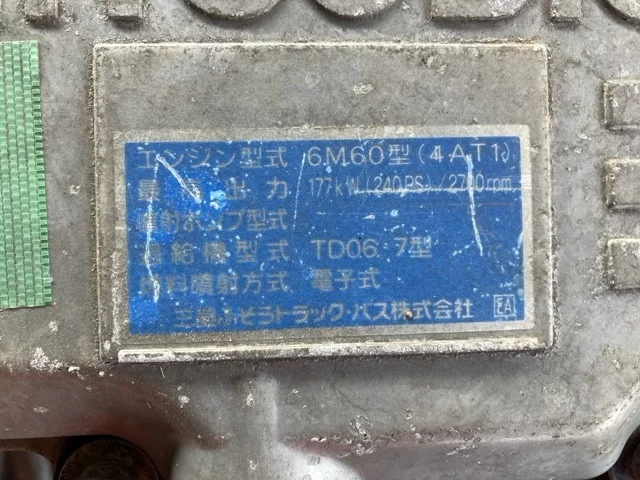 エンジン型式 6M60型(4AT1)
最高出力 177kW(240PS)/2700rpm
噴射ポンプ型式
過給機型式 TD06.7型
燃料噴射方式 電子式
三菱ふそうトラック・バス株式会社 EA